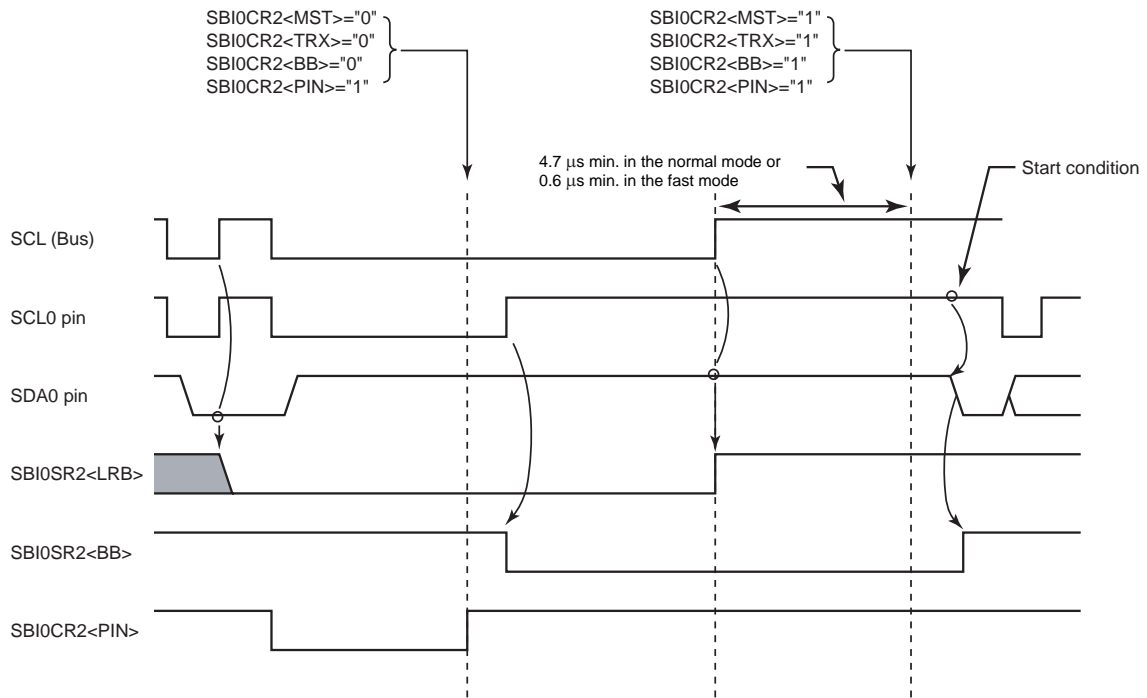 SBI0CR2<MST>="0"
SBI0CR2<TRX>="0"
SBI0CR2<BB>="0"
SBI0CR2<PIN>="1"
SBI0CR2<MST>="1"
SBI0CR2<TRX>="1"
SBI0CR2<BB>="1"
SBI0CR2<PIN>="1"
4.7 μs min. in the normal mode or
0.6 μs min. in the fast mode
Start condition
SCL (Bus)
SCL0 pin
SDA0 pin
SBI0SR2<LRB>
SBI0SR2<BB>
SBI0CR2<PIN>